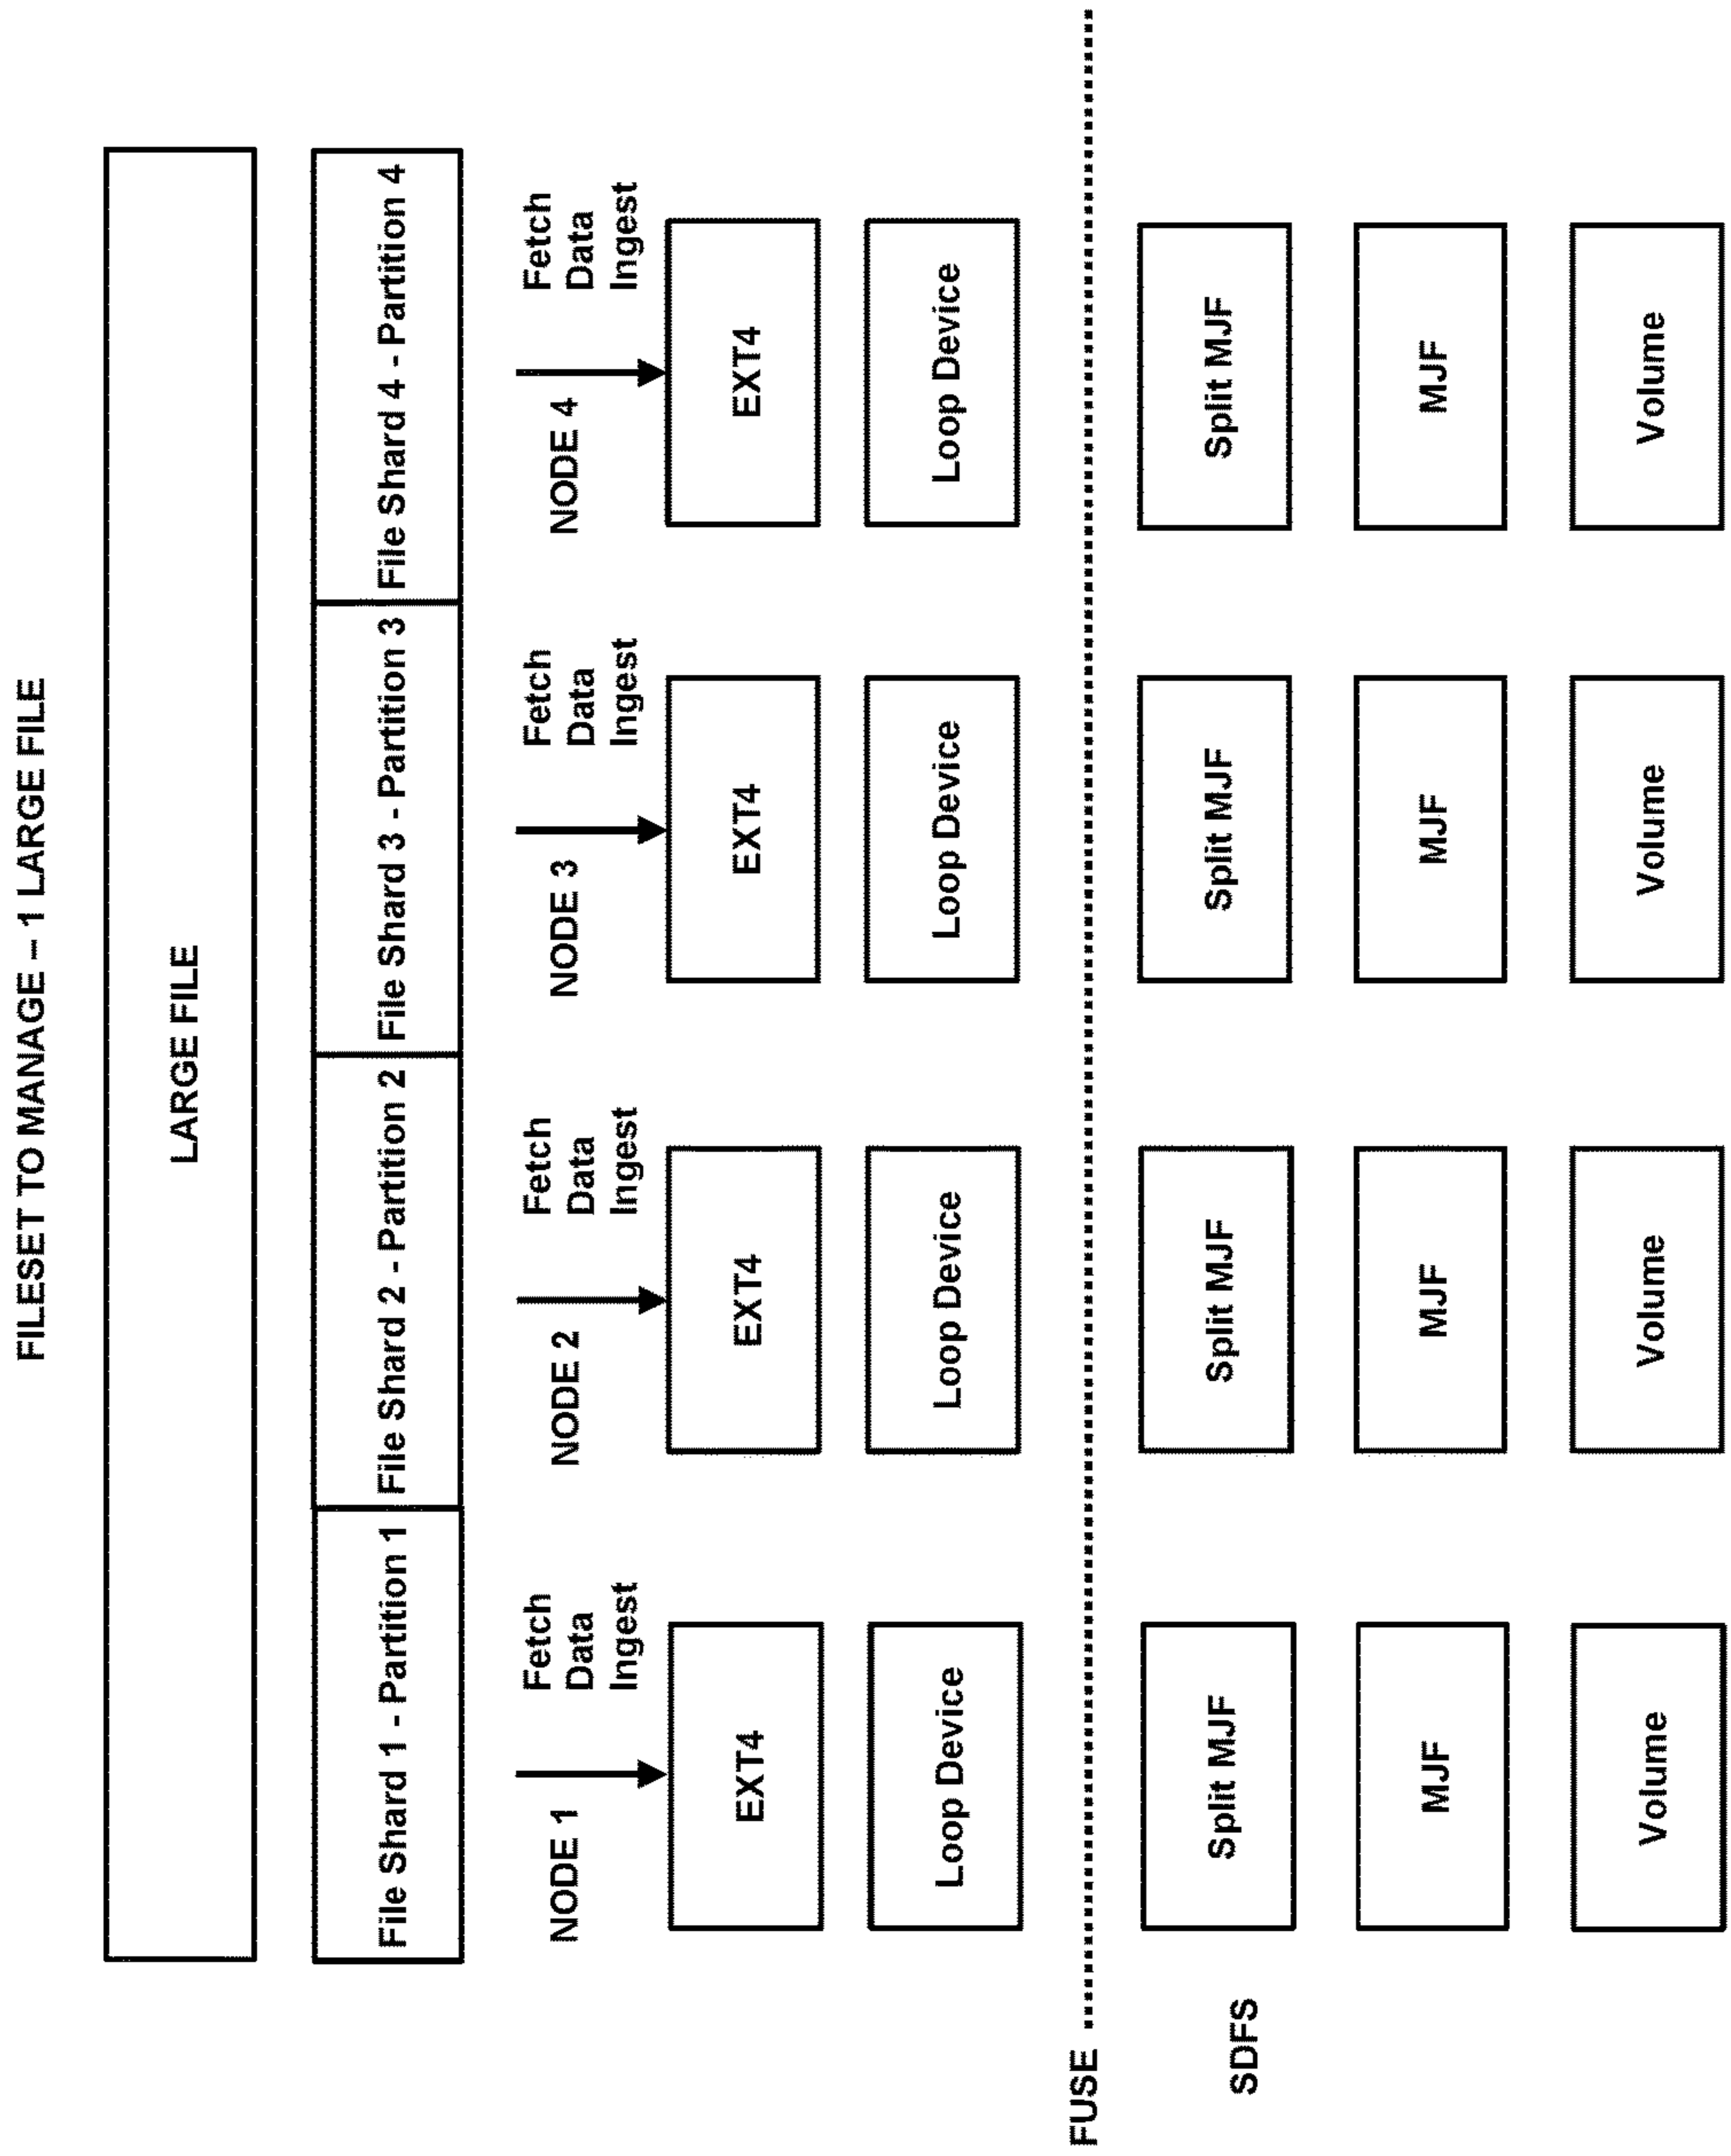 FILESET TO MANAGE – 1 LARGE FILE
LARGE FILE
File Shard 1 - Partition 1
File Shard 2 - Partition 2
File Shard 3 - Partition 3
File Shard 4 - Partition 4
NODE 1
Fetch
Data
Ingest
NODE 2
Fetch
Data
Ingest
NODE 3
Fetch
Data
Ingest
NODE 4
Fetch
Data
Ingest
EXT4
EXT4
EXT4
EXT4
Loop Device
Loop Device
Loop Device
Loop Device
FUSE
SDFS
Split MJF
Split MJF
Split MJF
Split MJF
MJF
MJF
MJF
MJF
Volume
Volume
Volume
Volume